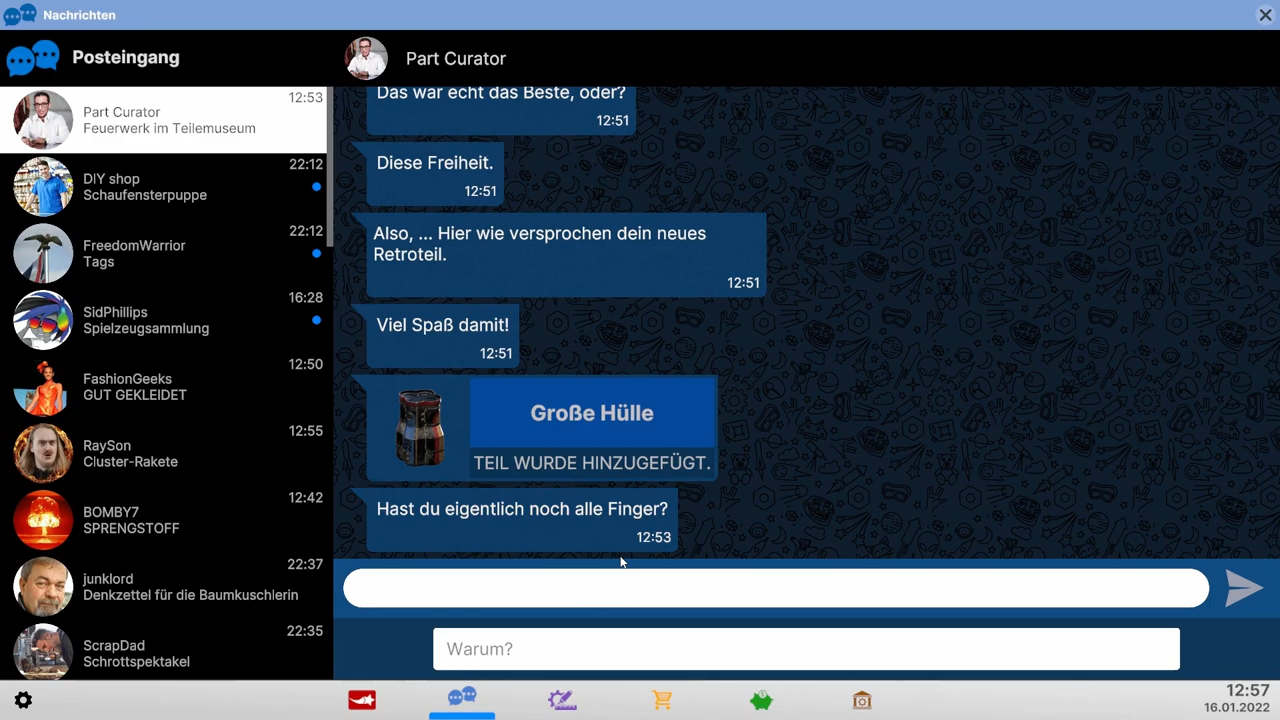 Nachrichten
Posteingang
Part Curator
12:53
Part Curator
Feuerwerk im Teilemuseum
22:12
DIY shop
Schaufensterpuppe
22:12
FreedomWarrior
Tags
16:28
SidPhillips
Spielzeugsammlung
12:50
FashionGeeks
GUT GEKLEIDET
12:55
RaySon
Cluster-Rakete
12:42
BOMBY7
SPRENGSTOFF
22:37
junklord
Denkzettel für die Baumkuschlerin
22:35
ScrapDad
Schrottspektakel
Das war echt das Beste, oder?
12:51
Diese Freiheit.
12:51
Also, ... Hier wie versprochen dein neues
Retroteil.
12:51
Viel Spaß damit!
12:51
Große Hülle
TEIL WURDE HINZUGEFÜGT.
Hast du eigentlich noch alle Finger?
12:53
Warum?
12:57
16.01.2022